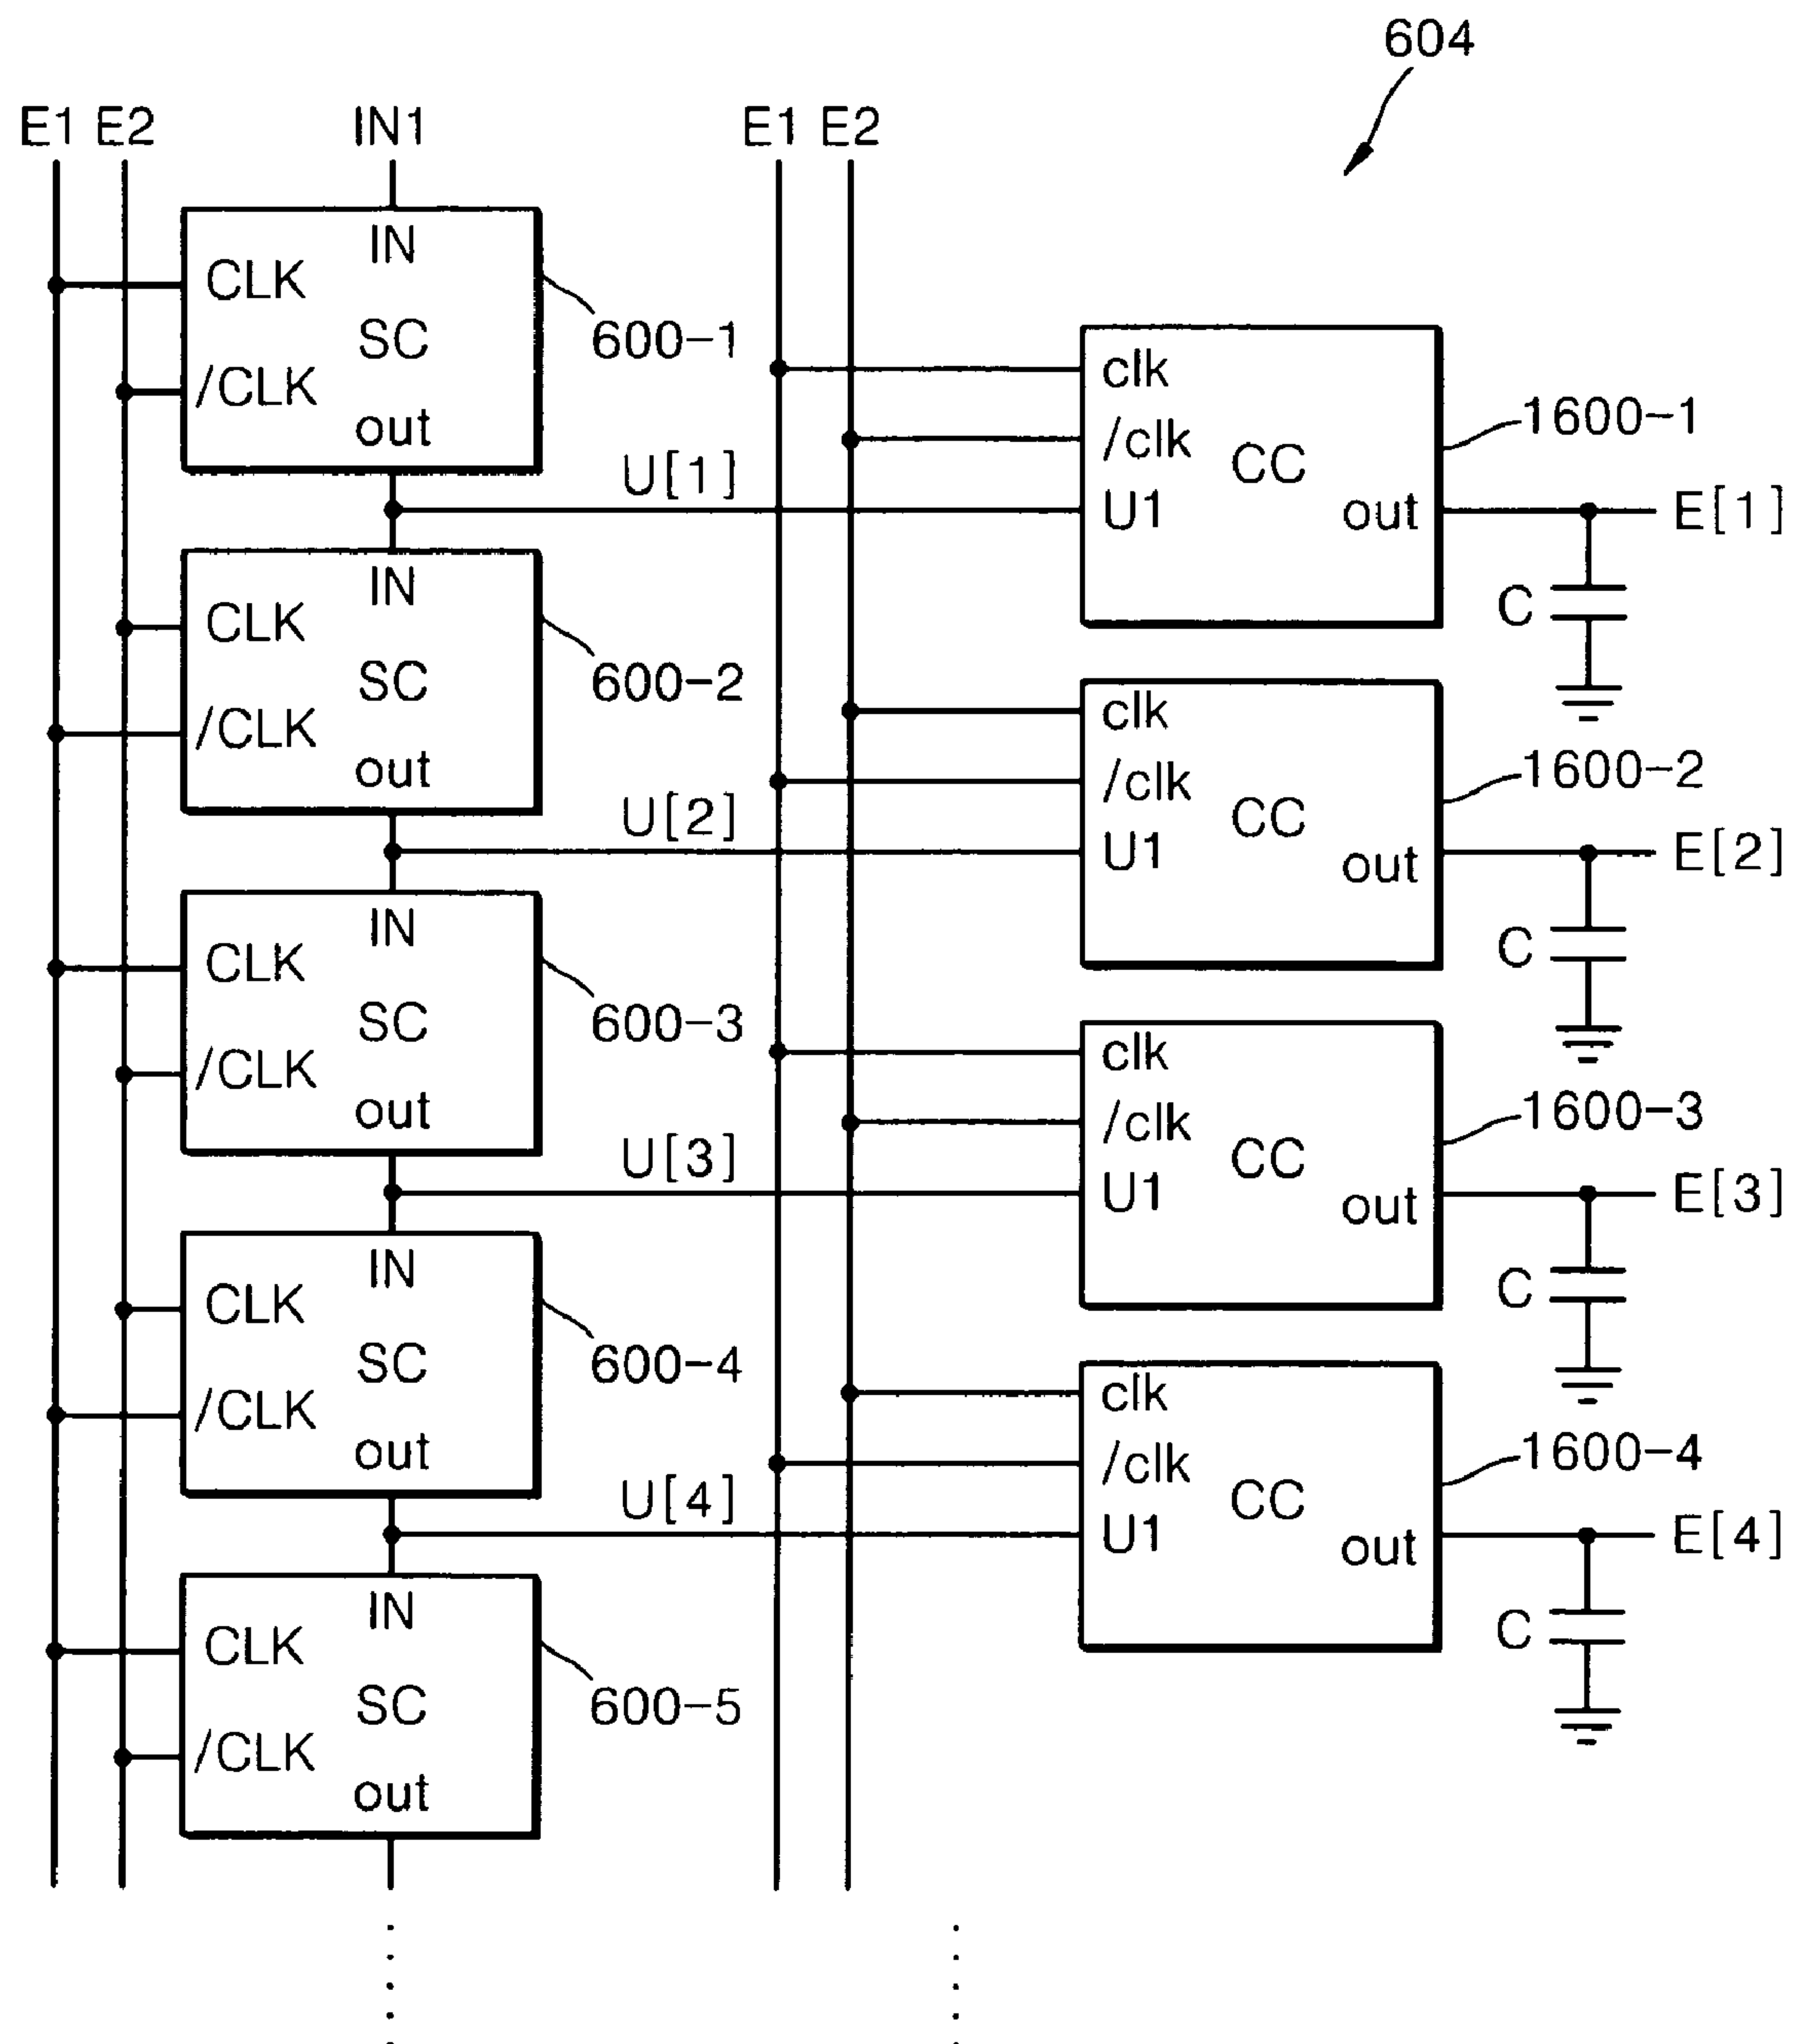 604
E1 E2 IN1 E1 E2
IN
CLK
SC
/CLK
out
600-1
clk
/clk
CC
U1
out
1600-1
U[1]
E[1]
C
IN
CLK
SC
/CLK
out
600-2
clk
/clk
CC
U1
out
1600-2
U[2]
E[2]
C
IN
CLK
SC
/CLK
out
600-3
clk
/clk
CC
U1
out
1600-3
U[3]
E[3]
C
IN
CLK
SC
/CLK
out
600-4
clk
/clk
CC
U1
out
1600-4
U[4]
E[4]
C
IN
CLK
SC
/CLK
out
600-5